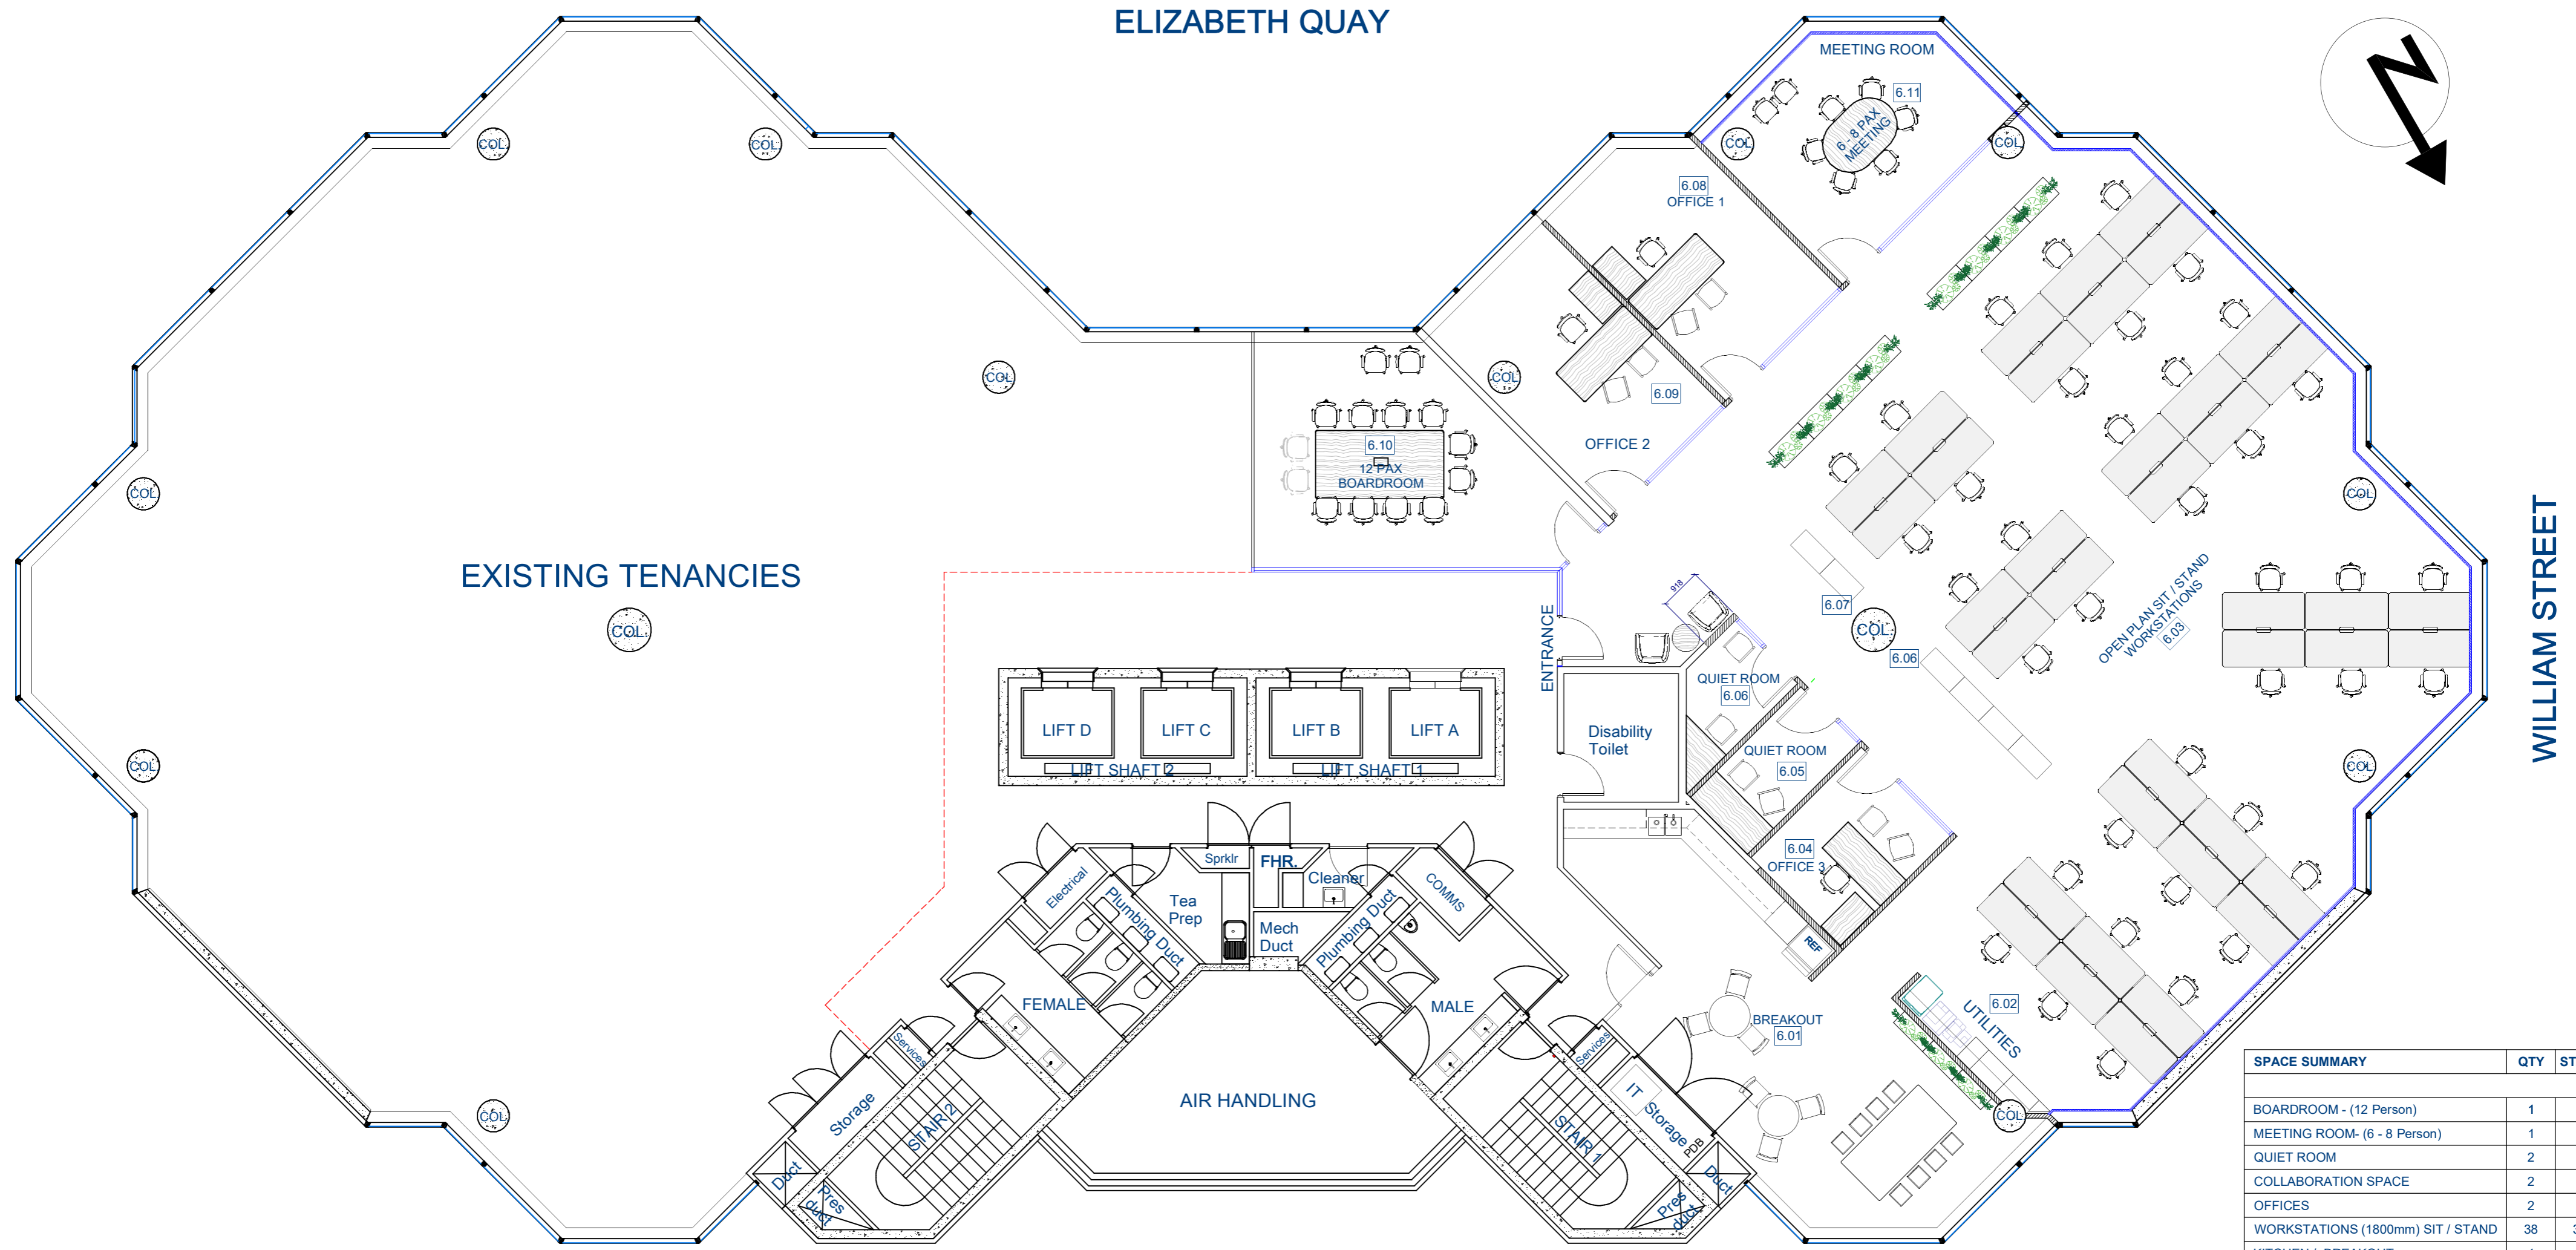 ELIZABETH QUAY
N
MEETING ROOM
6.11
6 - 8 PAX
MEETING
COL.
COL.
COL.
COL.
6.08
OFFICE 1
COL.
COL.
6.09
OFFICE 2
6.10
12 PAX
BOARDROOM
COL.
COL.
WILLIAM STREET
EXISTING TENANCIES
COL.
OPEN PLAN SIT / STAND
WORKSTATIONS
6.03
918
6.07
COL.
6.06
ENTRANCE
QUIET ROOM
6.06
LIFT D
LIFT C
LIFT B
LIFT A
LIFT SHAFT 2
LIFT SHAFT 1
Disability
Toilet
QUIET ROOM
6.05
COL.
COL.
6.04
OFFICE 3
Sprklr
FHR.
Cleaner
Electrical
Plumbing Duct
Tea
Prep
Mech
Duct
Plumbing Duct
COMMS
REF
FEMALE
MALE
BREAKOUT
6.01
6.02
UTILITIES
Services
Services
AIR HANDLING
COL.
COL.
Storage
STAIR 2
STAIR 1
IT Storage
PDB
Duct
Pres
duct
Pres
duct
Duct
SPACE SUMMARY QTY ST
BOARDROOM - (12 Person) 1
MEETING ROOM- (6 - 8 Person) 1
QUIET ROOM 2
COLLABORATION SPACE 2
OFFICES 2
WORKSTATIONS (1800mm) SIT / STAND 38